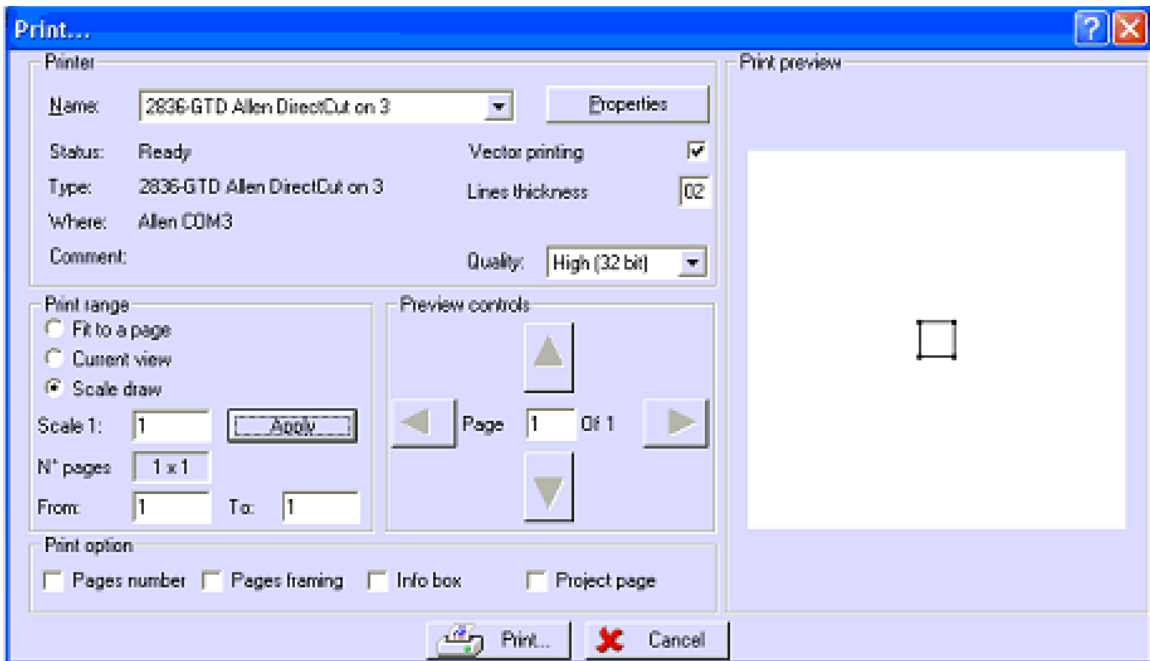 Print...
Printer
Name: 2836-GTD Allen DirectCut on 3 Properties
Status: Ready Vector printing
Type: 2836-GTD Allen DirectCut on 3 Lines thickness 02
Where: Allen COM3
Comment: Quality: High (32 bit)
Print range
Fit to a page
Current view
Scale draw
Scale 1: 1 Apply
N° pages 1 x 1
From: 1 To: 1
Preview controls
Page 1 Of 1
Print option
Pages number Pages framing Info box Project page
Print... Cancel
Print preview